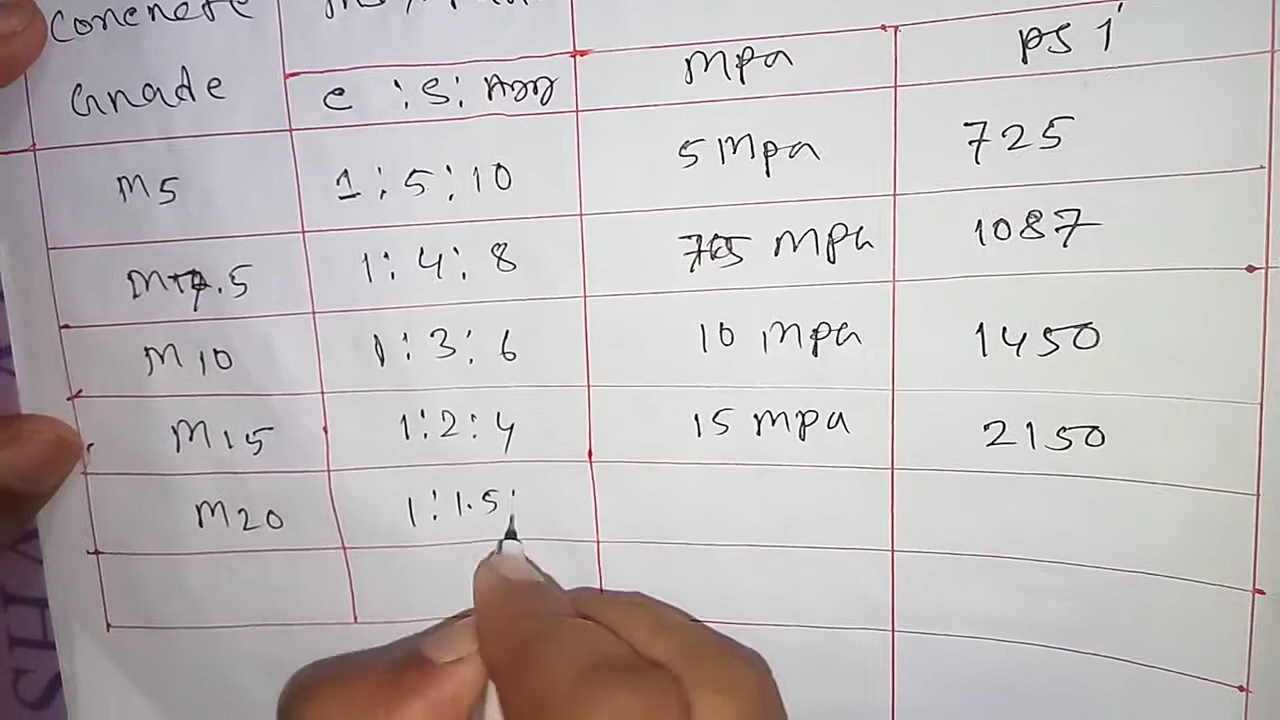 Concrete
Grade
C : S : Agg
mpa
psi
M5 1:5:10 5 mpa 725
M7.5 1:4:8 7.5 mpa 1087
M10 1:3:6 10 mpa 1450
M15 1:2:4 15 mpa 2150
M20 1:1.5: